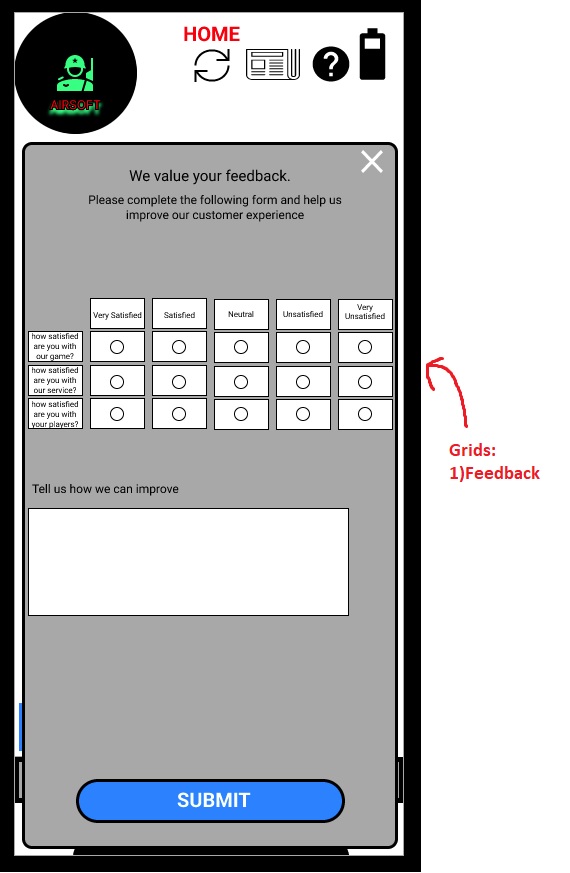 HOME
AIRSOFT
We value your feedback.
Please complete the following form and help us
improve our customer experience
Very Satisfied
Satisfied
Neutral
Unsatisfied
Very
Unsatisfied
how satisfied
are you with
our game?
how satisfied
are you with
our service?
how satisfied
are you with
your players?
Grids:
1)Feedback
Tell us how we can improve
SUBMIT